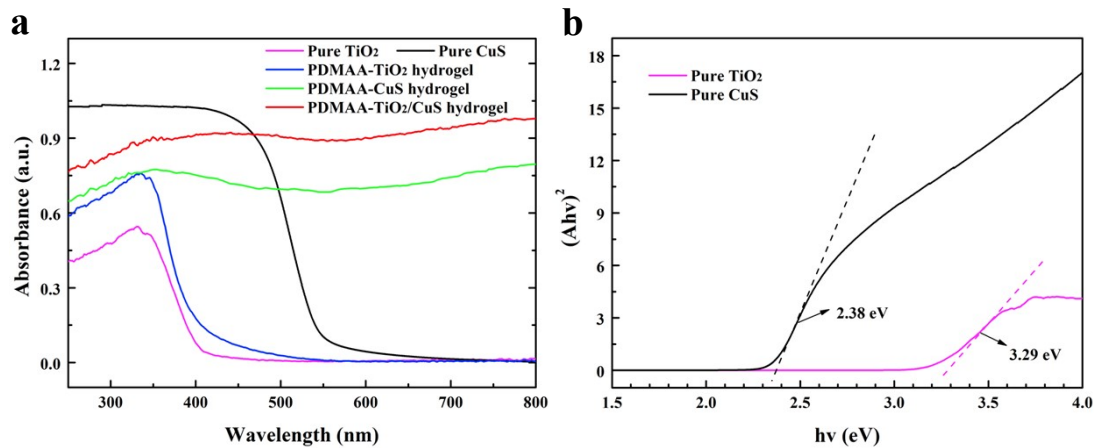 a
Pure TiO₂ Pure CuS
PDMAA-TiO₂ hydrogel
PDMAA-CuS hydrogel
PDMAA-TiO₂/CuS hydrogel
1.2
0.9
0.6
0.3
0.0
Absorbance (a.u.)
300 400 500 600 700 800
Wavelength (nm)
b
Pure TiO₂
Pure CuS
18
15
12
9
6
3
0
(Ahv)²
2.38 eV
3.29 eV
1.5 2.0 2.5 3.0 3.5 4.0
hv (eV)